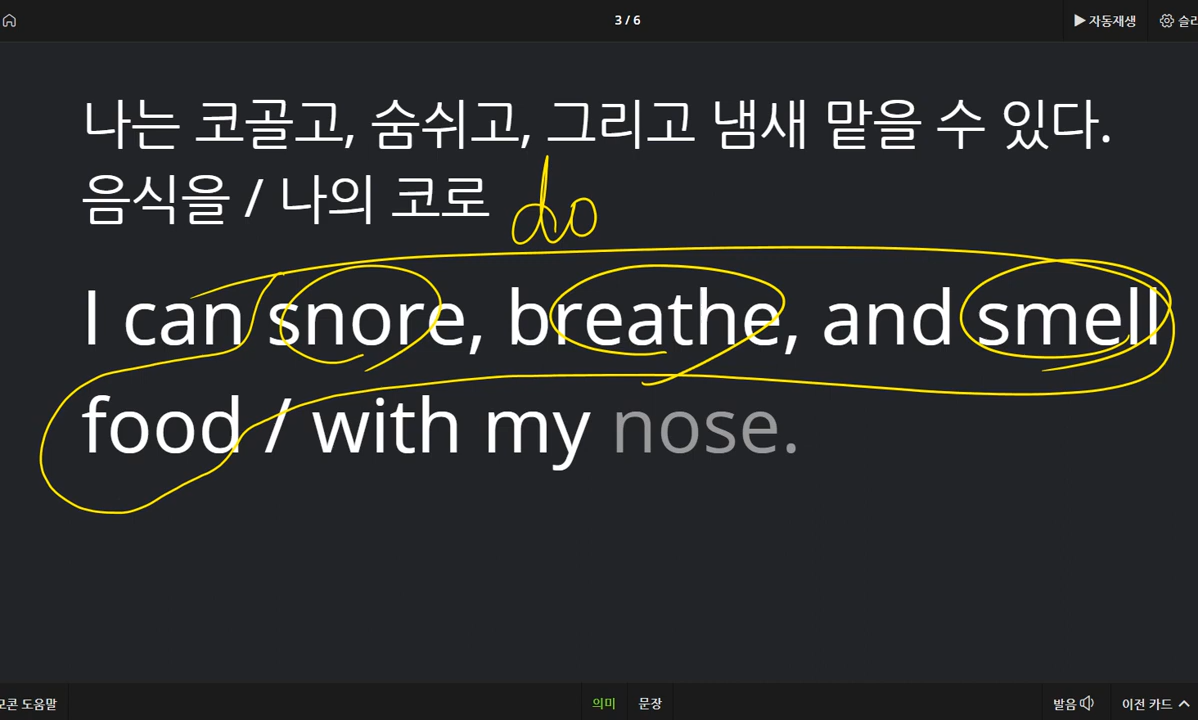 3 / 6
▶ 자동재생
슬라
나는 코골고, 숨쉬고, 그리고 냄새 맡을 수 있다.
음식을 / 나의 코로
do
I can snore, breathe, and smell
food / with my nose.
도움말
의미
문장
발음
이전 카드